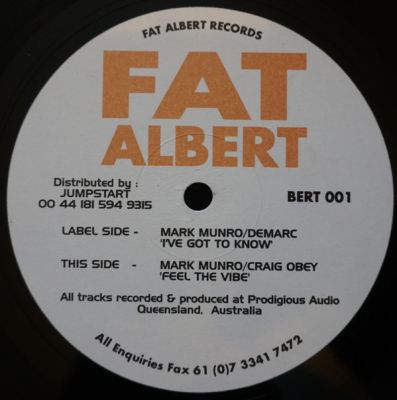 FAT ALBERT RECORDS
FAT
ALBERT
Distributed by :
JUMPSTART
00 44 181 594 9315
BERT 001
LABEL SIDE - MARK MUNRO/DEMARC
'I'VE GOT TO KNOW'
THIS SIDE - MARK MUNRO/CRAIG OBEY
'FEEL THE VIBE'
All tracks recorded & produced at Prodigious Audio
Queensland, Australia
All Enquiries Fax 61 (0)7 3341 7472